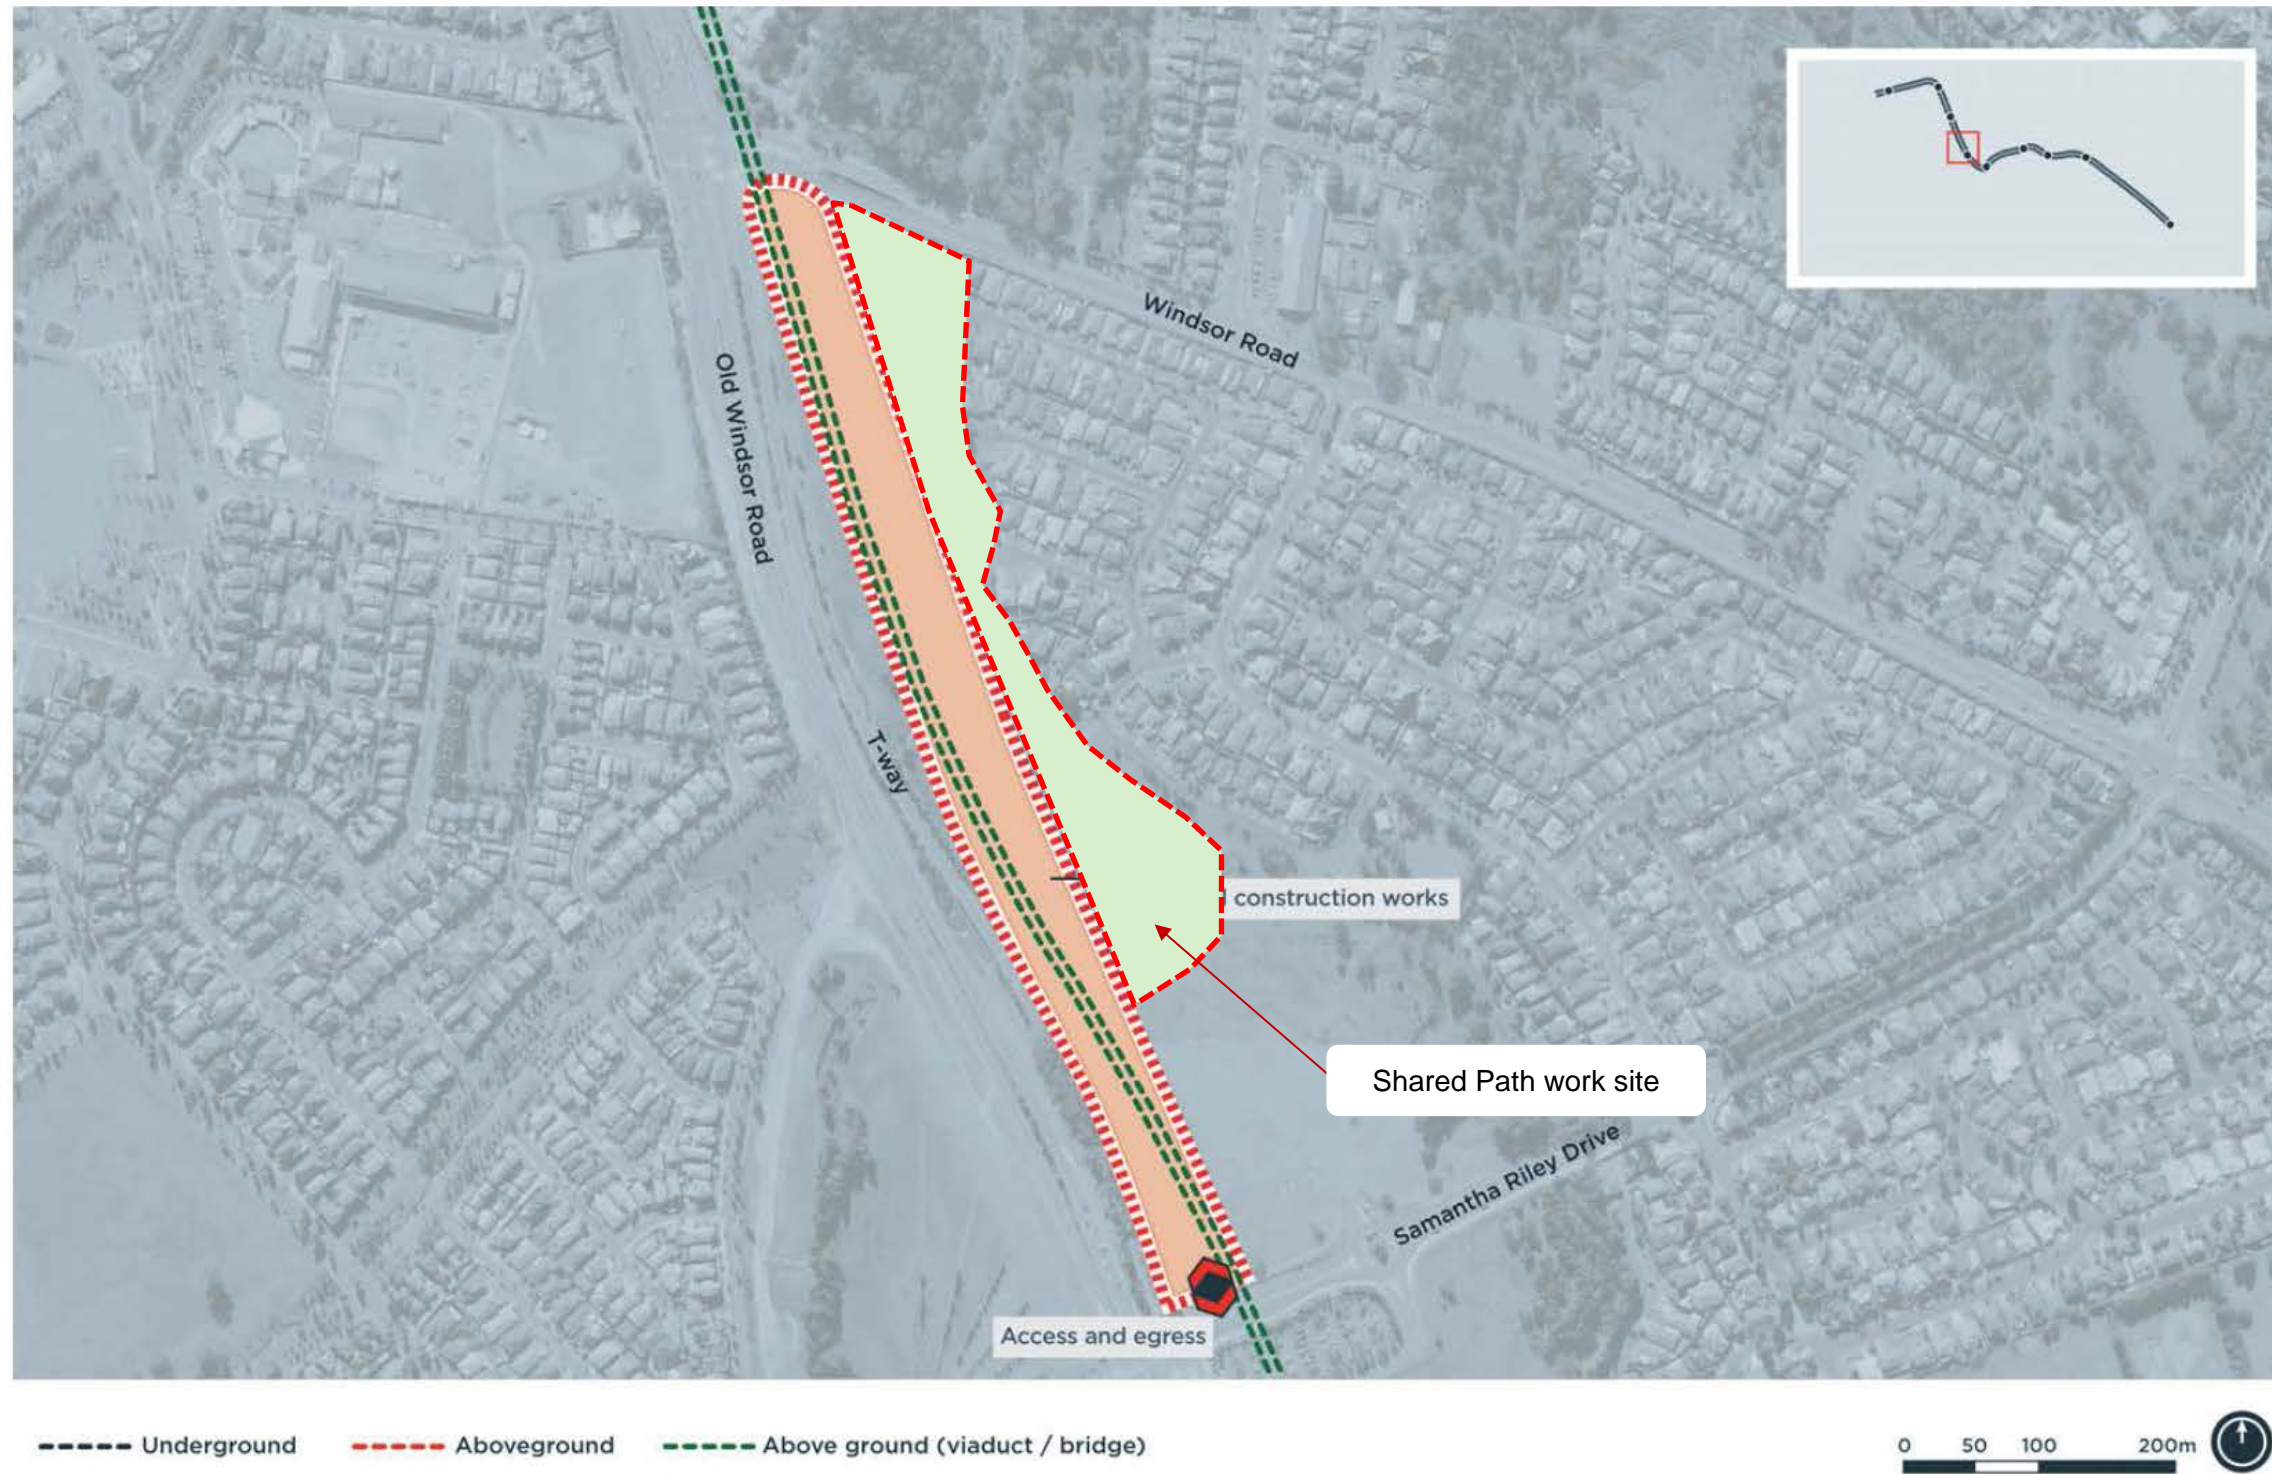 Windsor Road
Old Windsor Road
T-way
construction works
Shared Path work site
Samantha Riley Drive
Access and egress
Underground
Aboveground
Above ground (viaduct / bridge)
0 50 100 200m